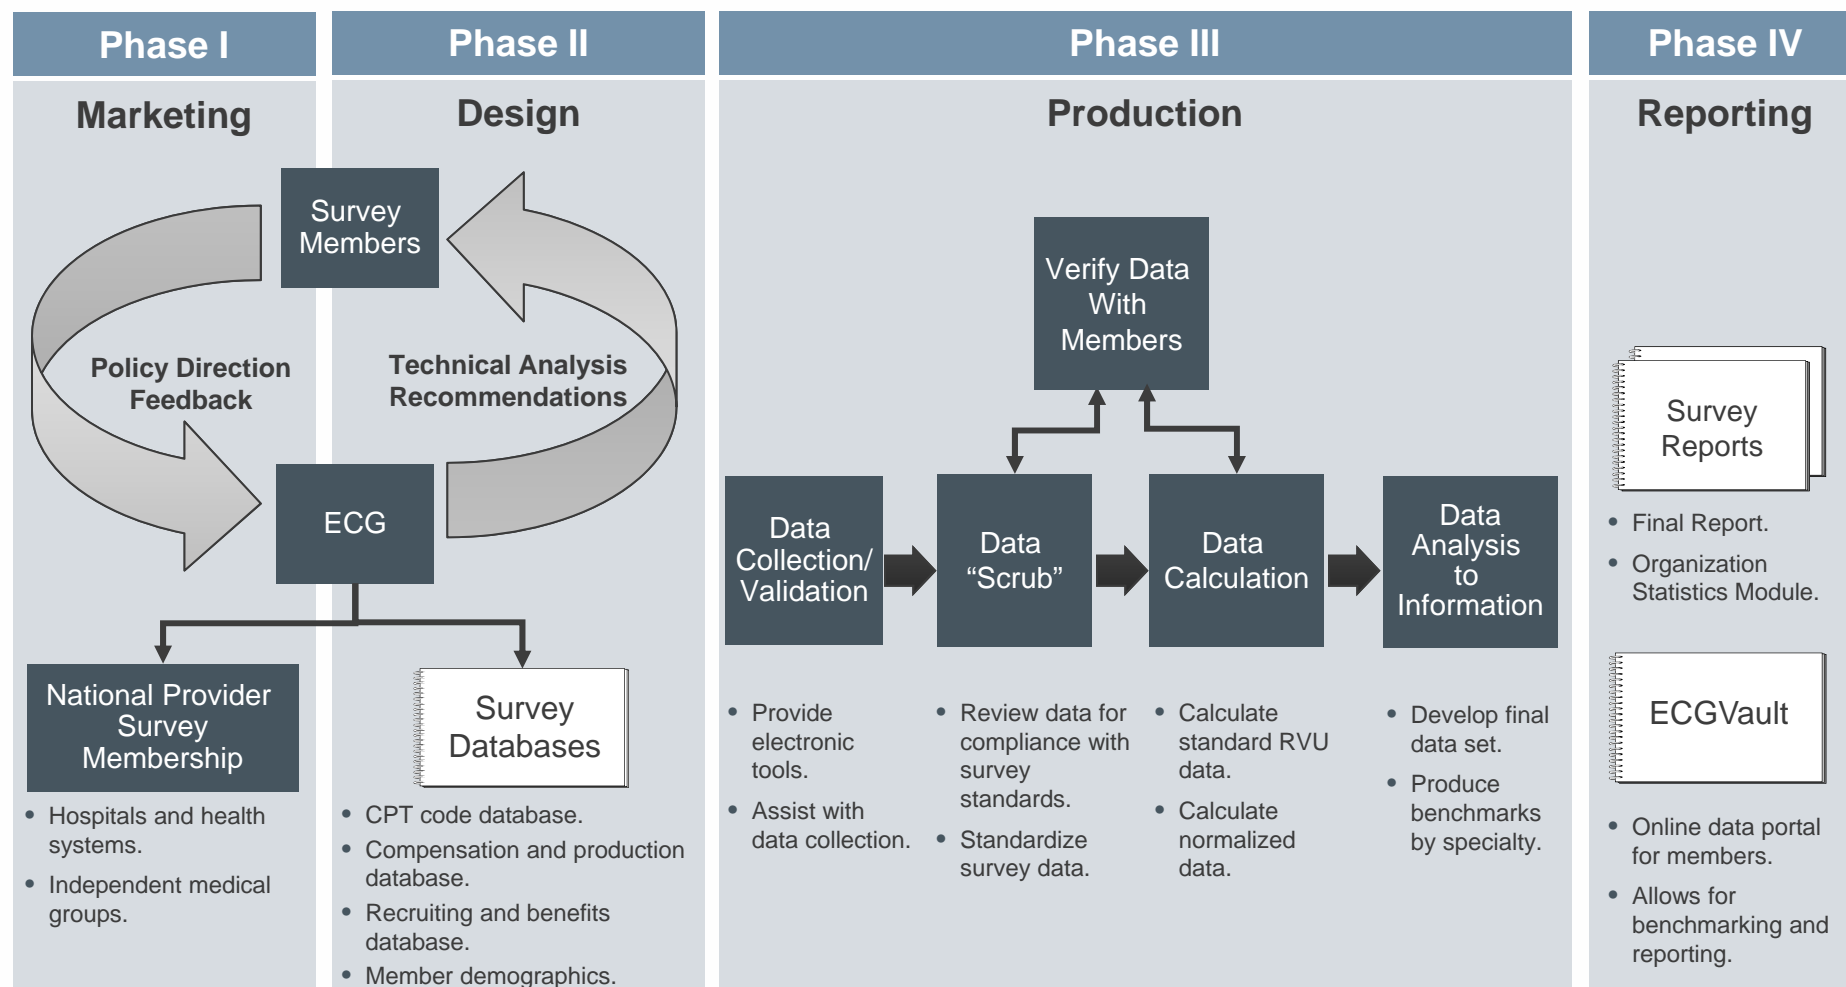 Phase I
Marketing
Phase II
Design
Survey
Members
Policy Direction
Feedback
Technical Analysis
Recommendations
ECG
National Provider
Survey
Membership
• Hospitals and health
systems.
• Independent medical
groups.
Survey
Databases
• CPT code database.
• Compensation and production
database.
• Recruiting and benefits
database.
• Member demographics.
Phase III
Production
Verify Data
With
Members
Data
Collection/
Validation
Data
“Scrub”
Data
Calculation
Data
Analysis
to
Information
• Provide
electronic
tools.
• Assist with
data collection.
• Review data for
compliance with
survey
standards.
• Standardize
survey data.
• Calculate
standard RVU
data.
• Calculate
normalized
data.
• Develop final
data set.
• Produce
benchmarks
by specialty.
Phase IV
Reporting
Survey
Reports
• Final Report.
• Organization
Statistics Module.
ECGVault
• Online data portal
for members.
• Allows for
benchmarking and
reporting.